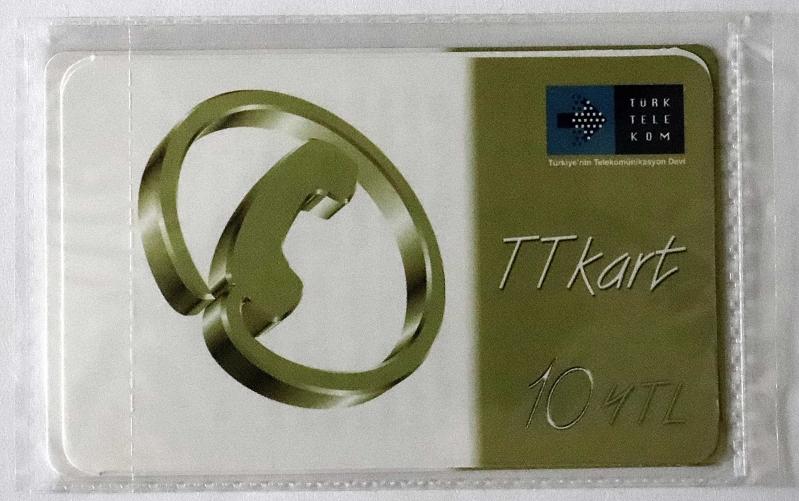 TÜRK
TELE
KOM
Türkiye'nin Telekomünikasyon Devi
TTkart
10 YTL